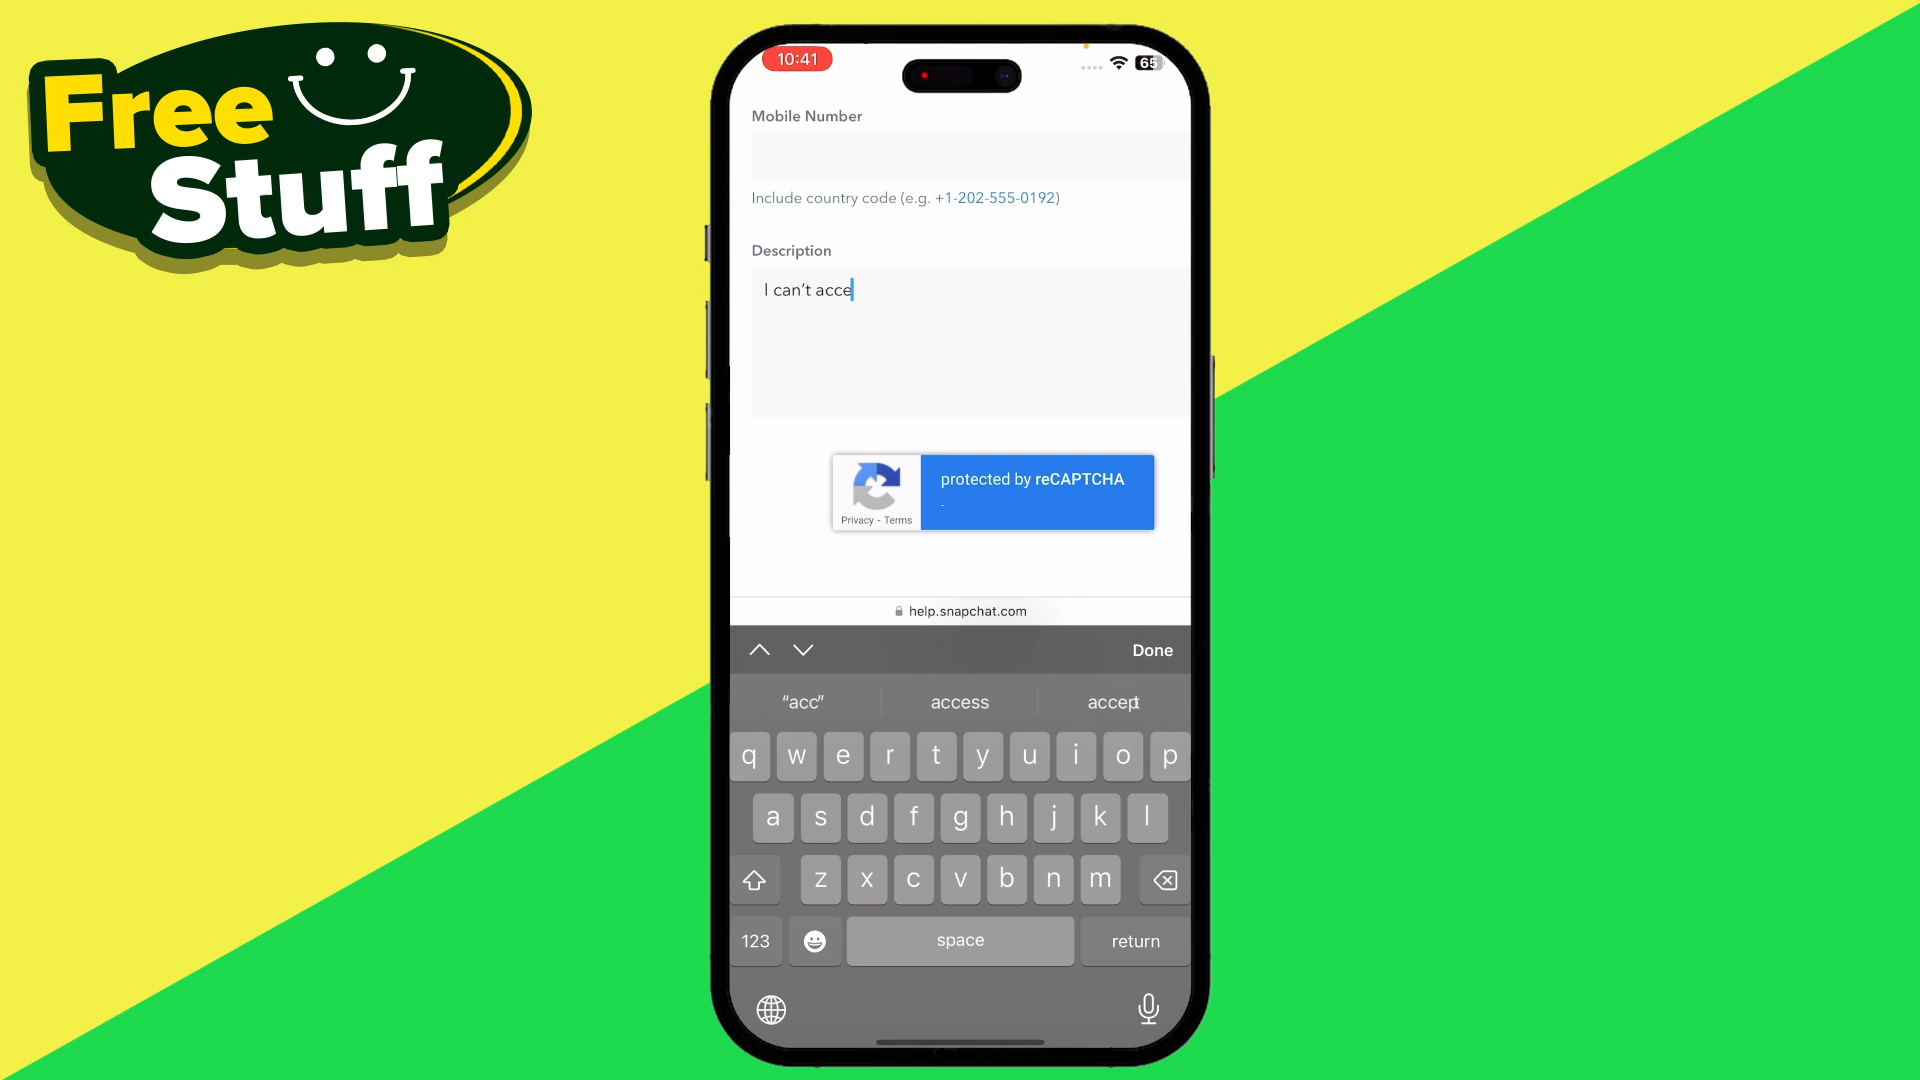 Free
Stuff
10:41
65
Mobile Number
Include country code (e.g. +1-202-555-0192)
Description
I can’t acce
protected by reCAPTCHA
-
Privacy - Terms
help.snapchat.com
Done
“acc” access accept
q w e r t y u i o p
a s d f g h j k l
z x c v b n m
123 space return